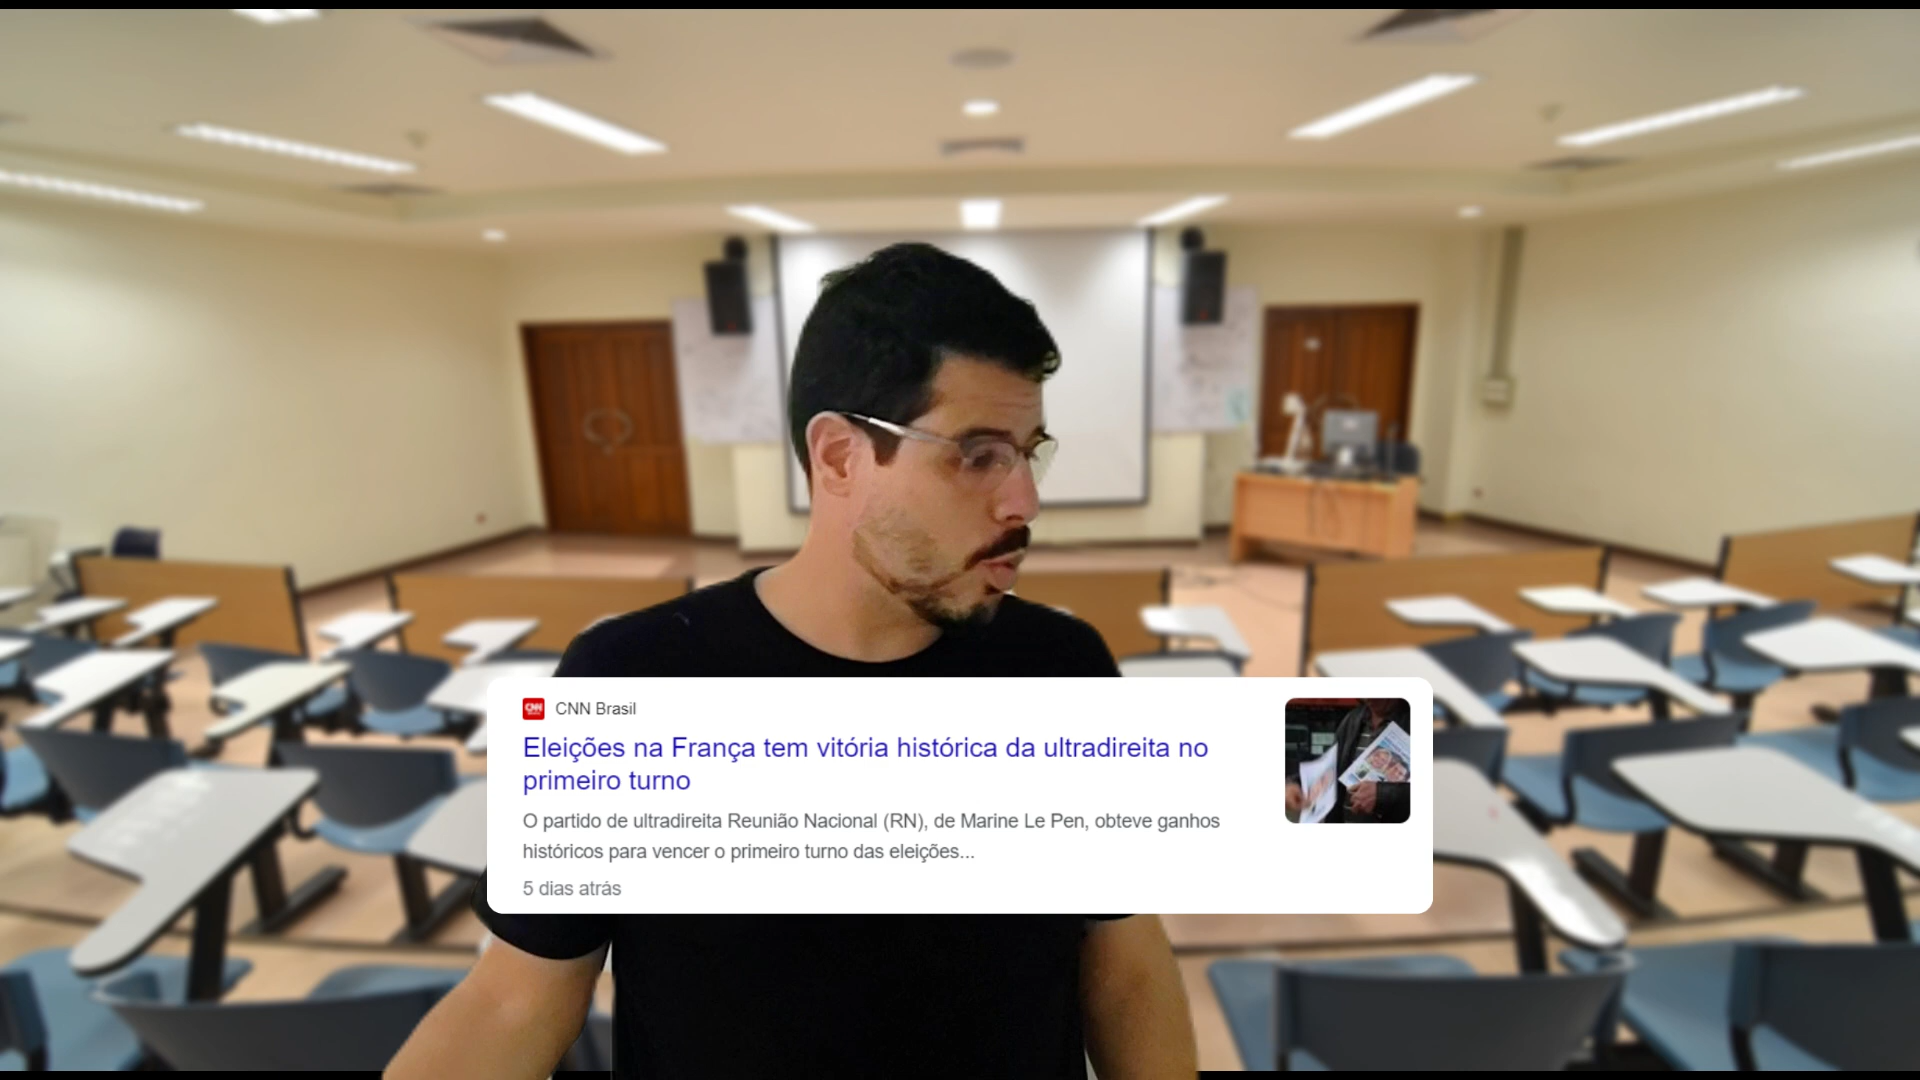 CNN Brasil
Eleições na França tem vitória histórica da ultradireita no
primeiro turno
O partido de ultradireita Reunião Nacional (RN), de Marine Le Pen, obteve ganhos
históricos para vencer o primeiro turno das eleições...
5 dias atrás